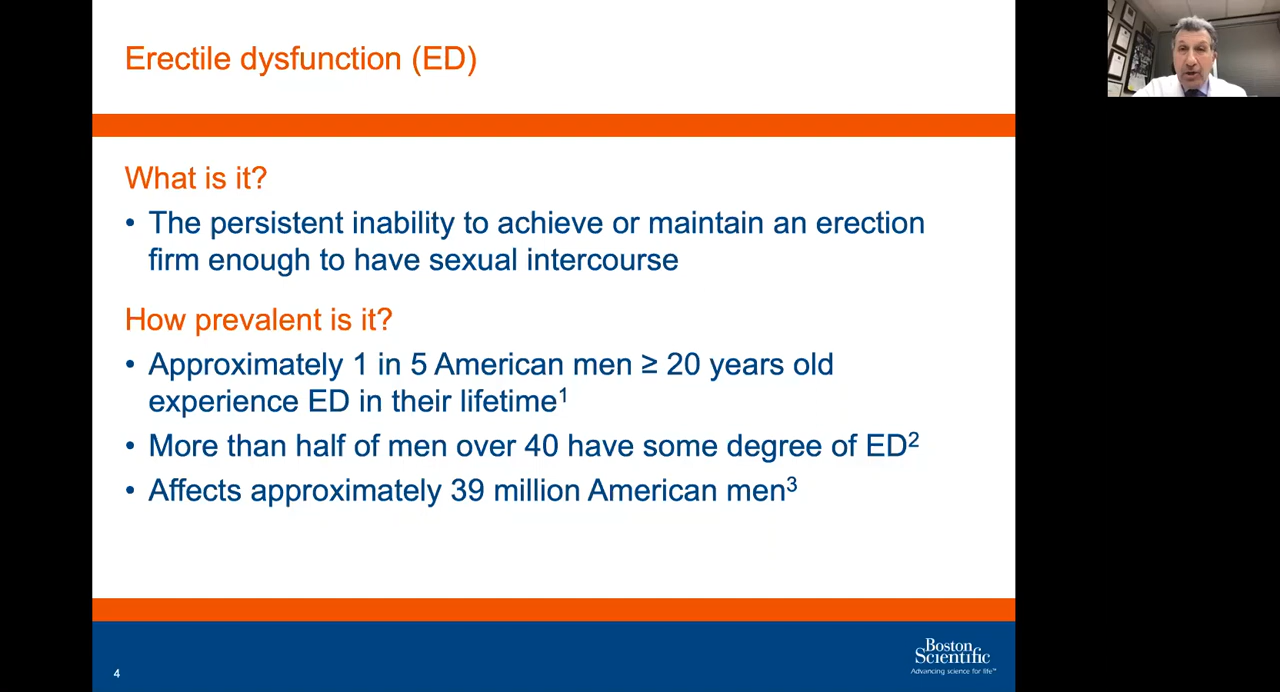 Erectile dysfunction (ED)
What is it?
• The persistent inability to achieve or maintain an erection
firm enough to have sexual intercourse
How prevalent is it?
• Approximately 1 in 5 American men ≥ 20 years old
experience ED in their lifetime¹
• More than half of men over 40 have some degree of ED²
• Affects approximately 39 million American men³
4
Boston
Scientific
Advancing science for life™